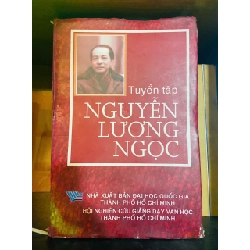 Tuyển tập
NGUYỄN
LƯƠNG
NGỌC
NHÀ XUẤT BẢN ĐẠI HỌC QUỐC GIA
THÀNH PHỐ HỒ CHÍ MINH
HỘI NGHIÊN CỨU GIẢNG DẠY VĂN HỌC
THÀNH PHỐ HỒ CHÍ MINH